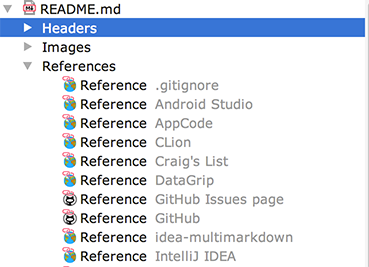 README.md
Headers
Images
References
Reference .gitignore
Reference Android Studio
Reference AppCode
Reference CLion
Reference Craig's List
Reference DataGrip
Reference GitHub Issues page
Reference GitHub
Reference idea-multimarkdown
Reference IntelliJ IDEA